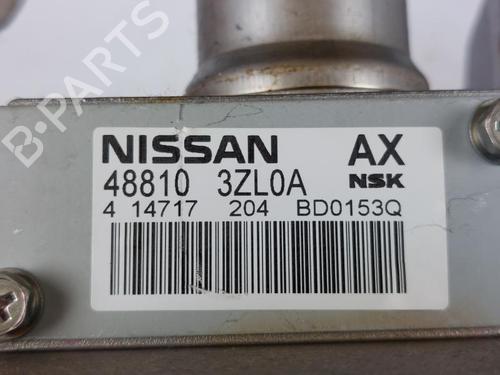 NISSAN AX
48810 3ZL0A NSK
4 14717 204 BD0153Q
B-PARTS